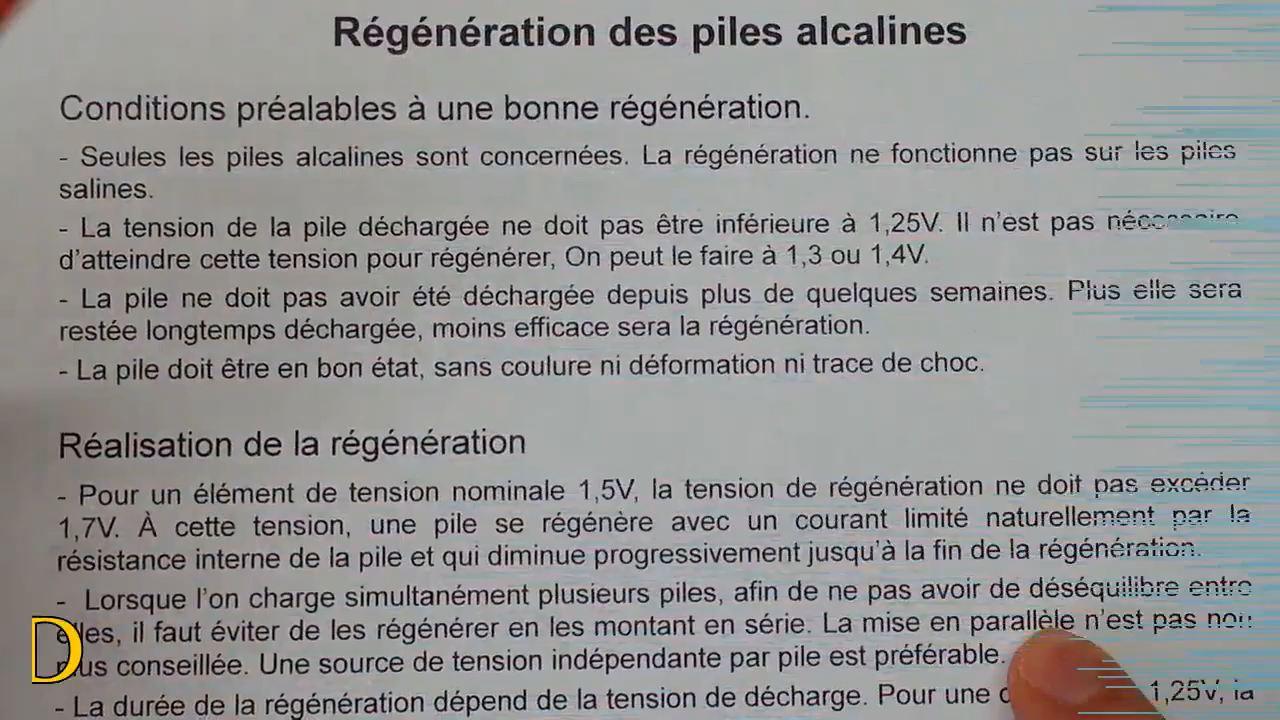 Régénération des piles alcalines
Conditions préalables à une bonne régénération.
- Seules les piles alcalines sont concernées. La régénération ne fonctionne pas sur les piles
salines.
- La tension de la pile déchargée ne doit pas être inférieure à 1,25V. Il n'est pas
d'atteindre cette tension pour régénérer, On peut le faire à 1,3 ou 1,4V.
- La pile ne doit pas avoir été déchargée depuis plus de quelques semaines. Plus elle sera
restée longtemps déchargée, moins efficace sera la régénération.
- La pile doit être en bon état, sans coulure ni déformation ni trace de choc.
Réalisation de la régénération
- Pour un élément de tension nominale 1,5V, la tension de régénération ne doit pas excéder
1,7V. À cette tension, une pile se régénère avec un courant limité naturellement par la
résistance interne de la pile et qui diminue progressivement jusqu'à la fin de la régénération.
- Lorsque l'on charge simultanément plusieurs piles, afin de ne pas avoir de déséquilibre entre
elles, il faut éviter de les régénérer en les montant en série. La mise en parallèle n'est pas non
plus conseillée. Une source de tension indépendante par pile est préférable.
- La durée de la régénération dépend de la tension de décharge. Pour une 1,25V, la
D